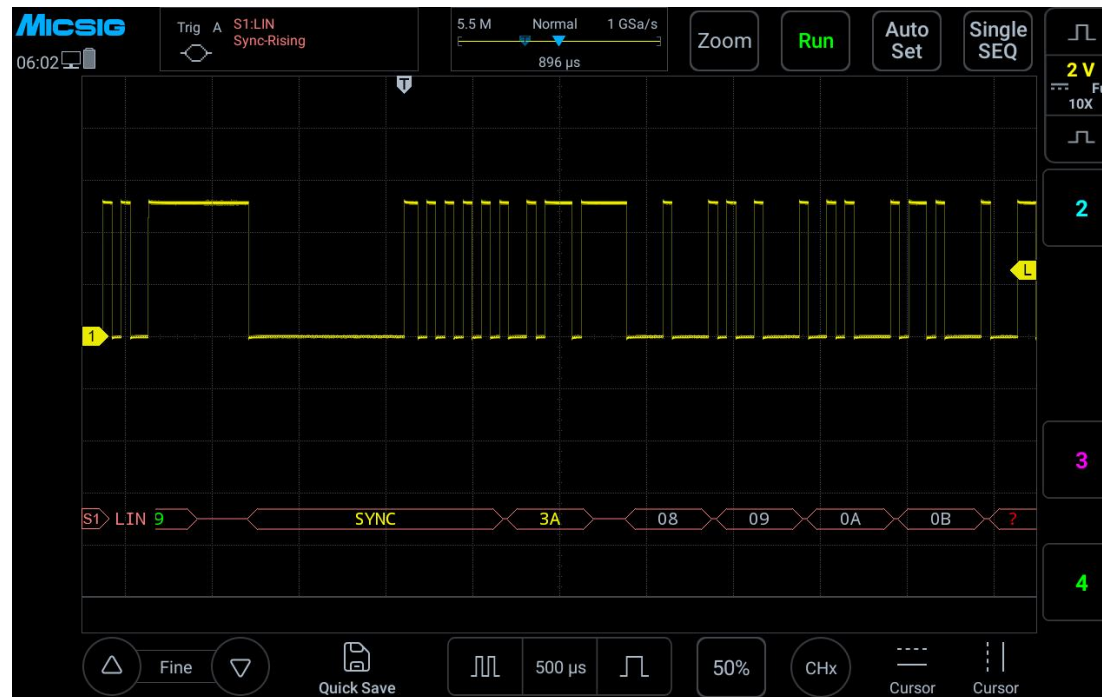 MICSIG
06:02
Trig A S1:LIN
Sync-Rising
5.5 M Normal 1 GSa/s
896 µs
Zoom
Run
Auto
Set
Single
SEQ
2 V
10X
T
2
L
1
3
S1 LIN 9 SYNC 3A 08 09 0A 0B ?
4
Fine
Quick Save
500 µs
50%
CHx
Cursor
Cursor